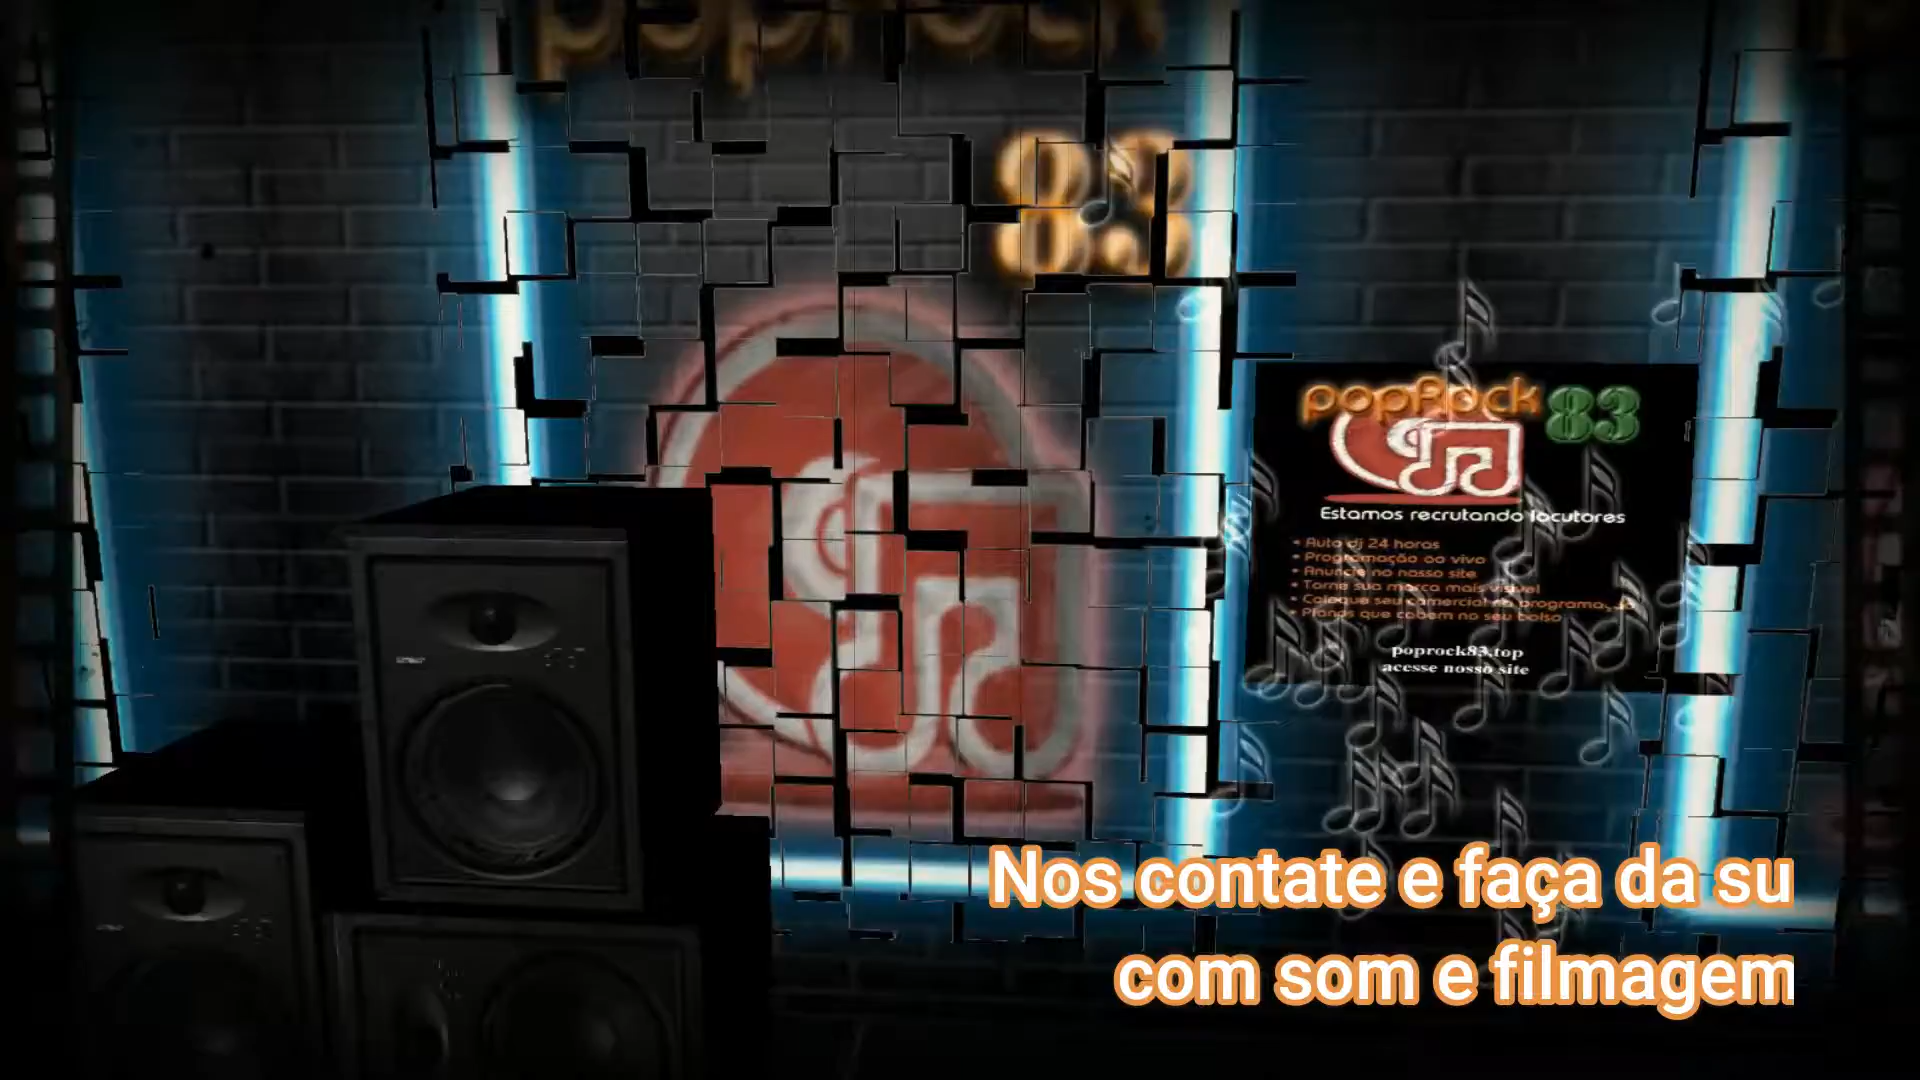 poprock
83
popRock 83
Estamos recrutando locutores
• Auto dj 24 horas
• Programação ao vivo
• Anuncie no nosso site
• Torne sua marca mais visivel
• Coloque seu comercial na programação
• Planos que cabem no seu bolso
poprock83.top
acesse nosso site
Nos contate e faça da su
com som e filmagem